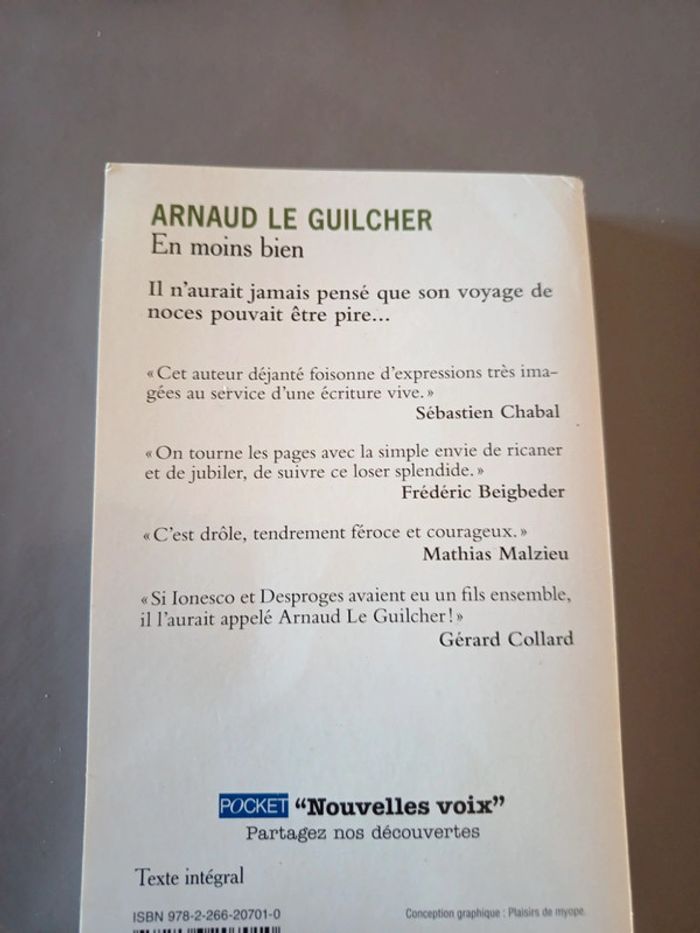 ARNAUD LE GUILCHER
En moins bien
Il n'aurait jamais pensé que son voyage de
noces pouvait être pire...
« Cet auteur déjanté foisonne d'expressions très ima-
gées au service d'une écriture vive. »
Sébastien Chabal
« On tourne les pages avec la simple envie de ricaner
et de jubiler, de suivre ce loser splendide. »
Frédéric Beigbeder
« C'est drôle, tendrement féroce et courageux. »
Mathias Malzieu
« Si Ionesco et Desproges avaient eu un fils ensemble,
il l'aurait appelé Arnaud Le Guilcher ! »
Gérard Collard
POCKET “Nouvelles voix”
Partagez nos découvertes
Texte intégral
ISBN 978-2-266-20701-0
Conception graphique : Plaisirs de myope.